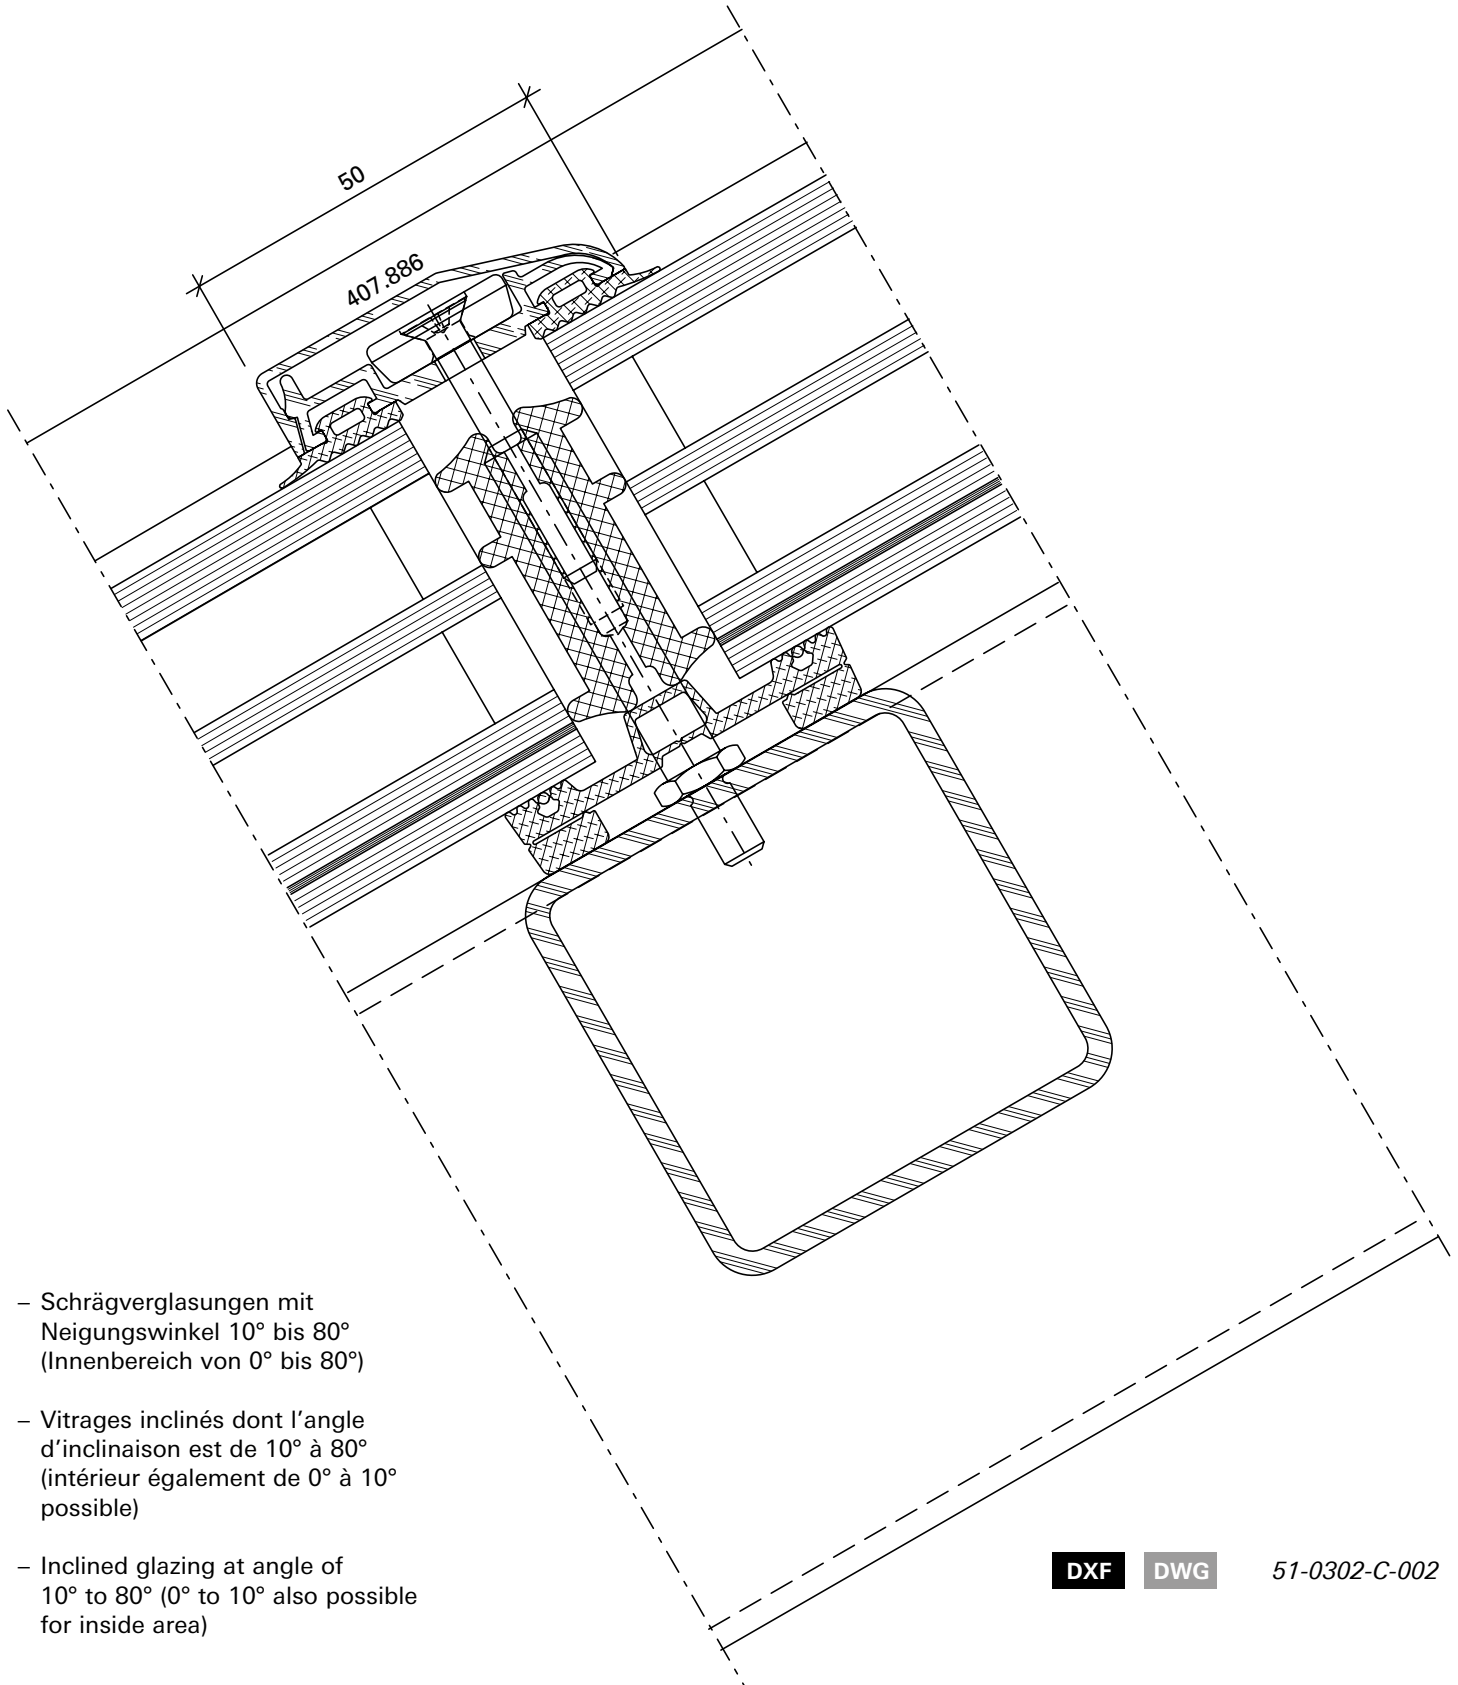 50
407.886
– Schrägverglasungen mit
Neigungswinkel 10° bis 80°
(Innenbereich von 0° bis 80°)
– Vitrages inclinés dont l’angle
d’inclinaison est de 10° à 80°
(intérieur également de 0° à 10°
possible)
– Inclined glazing at angle of
10° to 80° (0° to 10° also possible
for inside area)
DXF DWG 51-0302-C-002